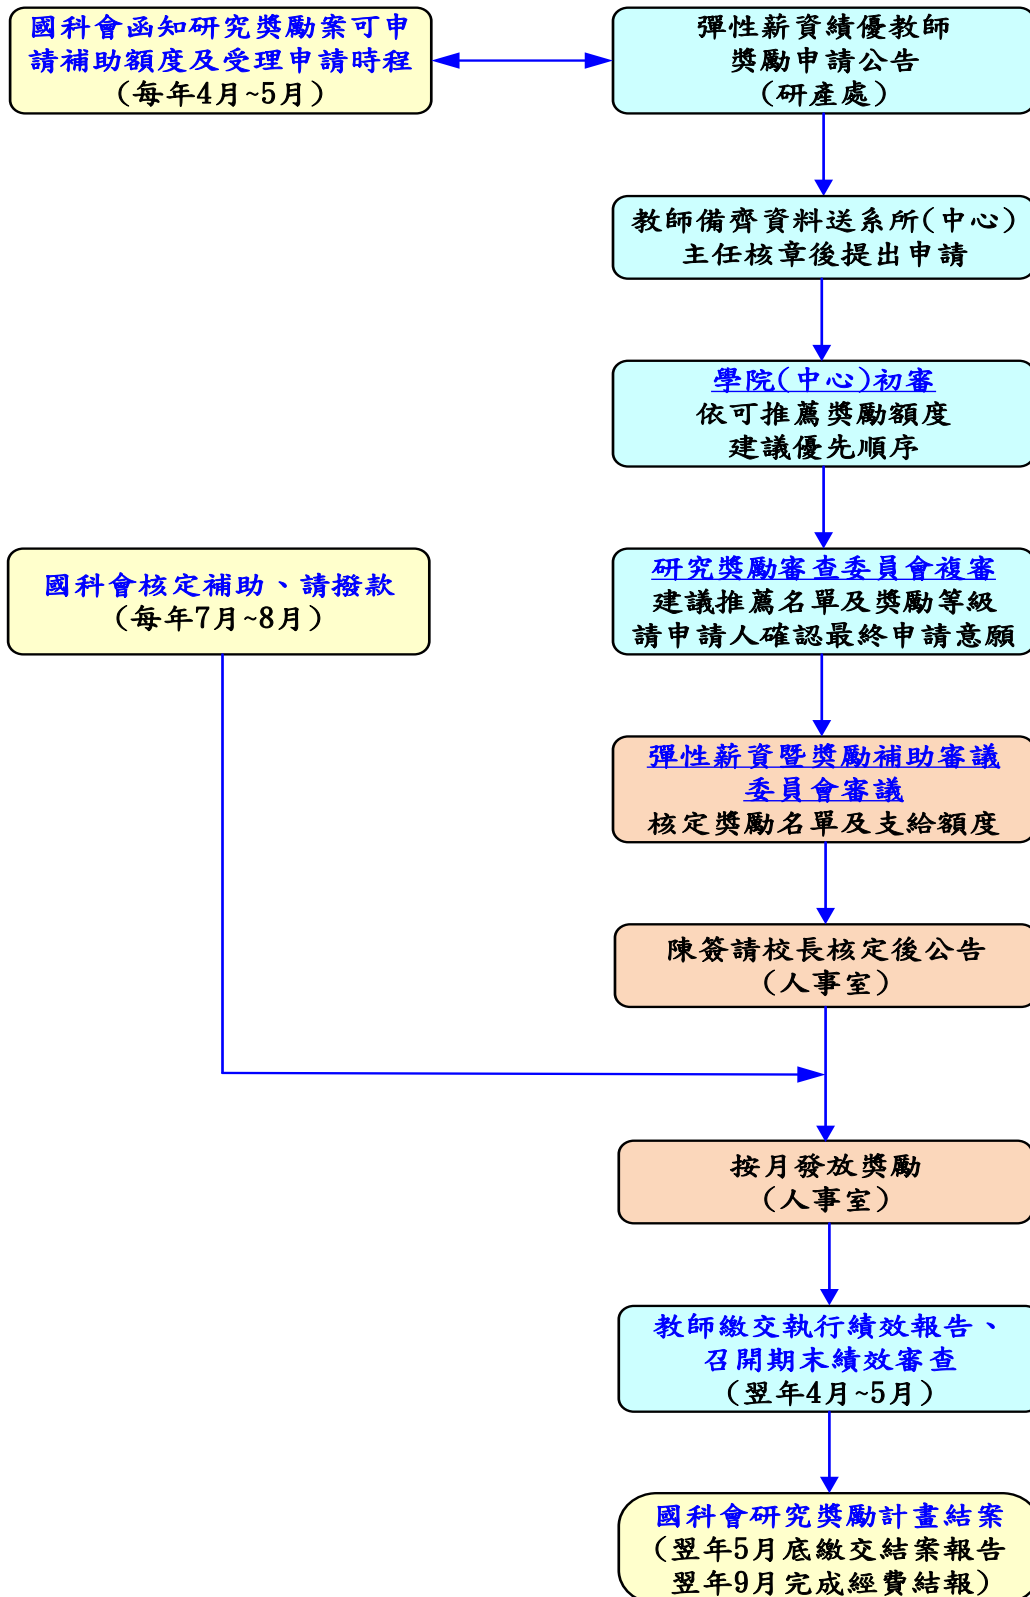 國科會函知研究獎勵案可申
請補助額度及受理申請時程
(每年4月~5月)
彈性薪資績優教師
獎勵申請公告
(研產處)
教師備齊資料送系所(中心)
主任核章後提出申請
學院(中心)初審
依可推薦獎勵額度
建議優先順序
國科會核定補助、請撥款
(每年7月~8月)
研究獎勵審查委員會複審
建議推薦名單及獎勵等級
請申請人確認最終申請意願
彈性薪資暨獎勵補助審議
委員會審議
核定獎勵名單及支給額度
陳簽請校長核定後公告
(人事室)
按月發放獎勵
(人事室)
教師繳交執行績效報告、
召開期末績效審查
(翌年4月~5月)
國科會研究獎勵計畫結案
(翌年5月底繳交結案報告
翌年9月完成經費結報)